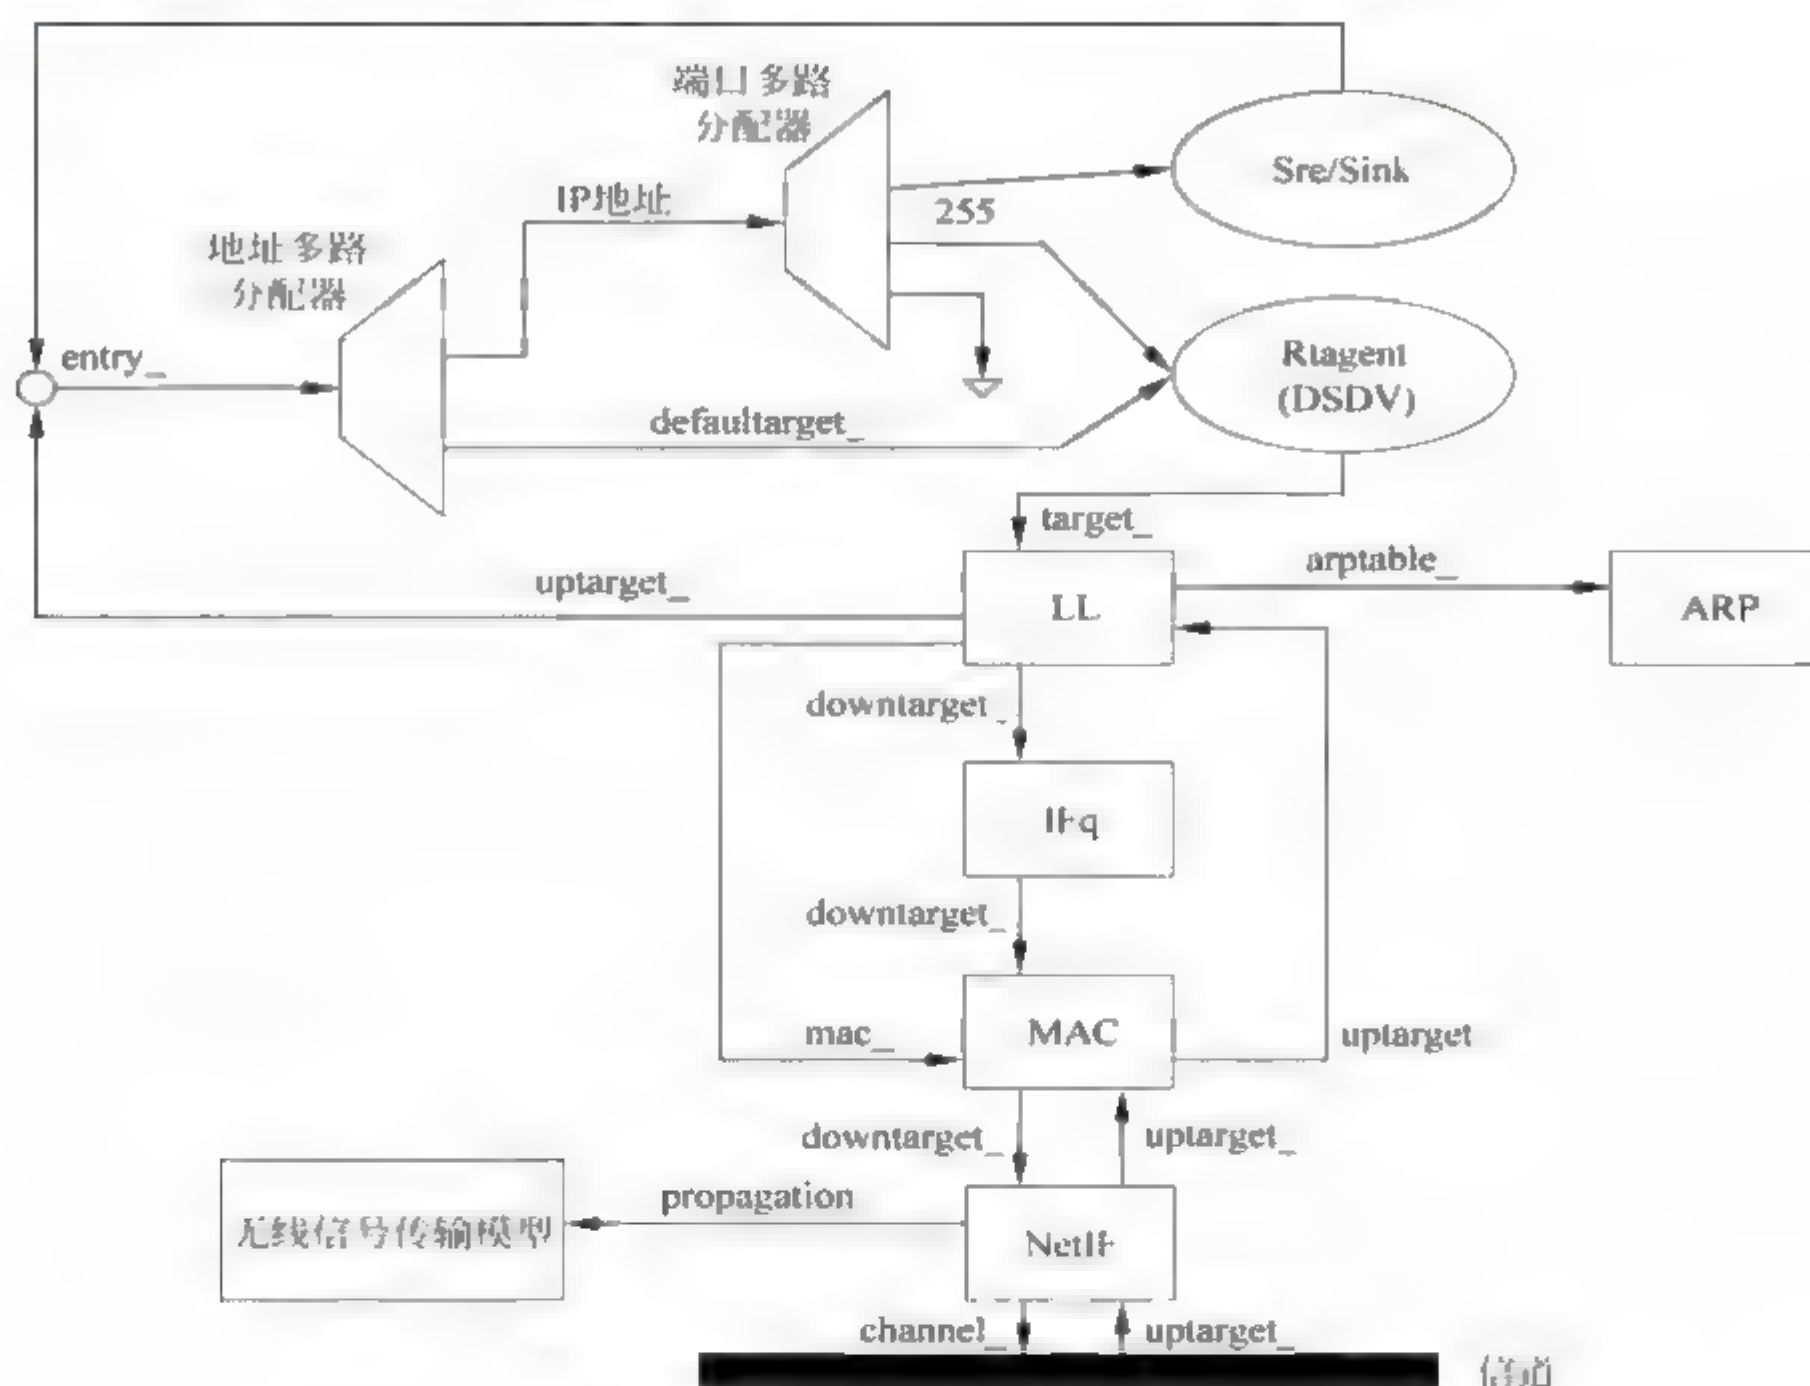 端口多路
分配器
Sre/Sink
IP地址
255
地址多路
分配器
entry_
Rtagent
(DSDV)
defaultarget_
target_
arptable_
uptarget_
LL
ARP
downtarget_
IFq
downtarget_
mac_
MAC
uptarget
downtarget_
uptarget_
propagation
无线信号传输模型
NetIF
channel_
uptarget_
信道